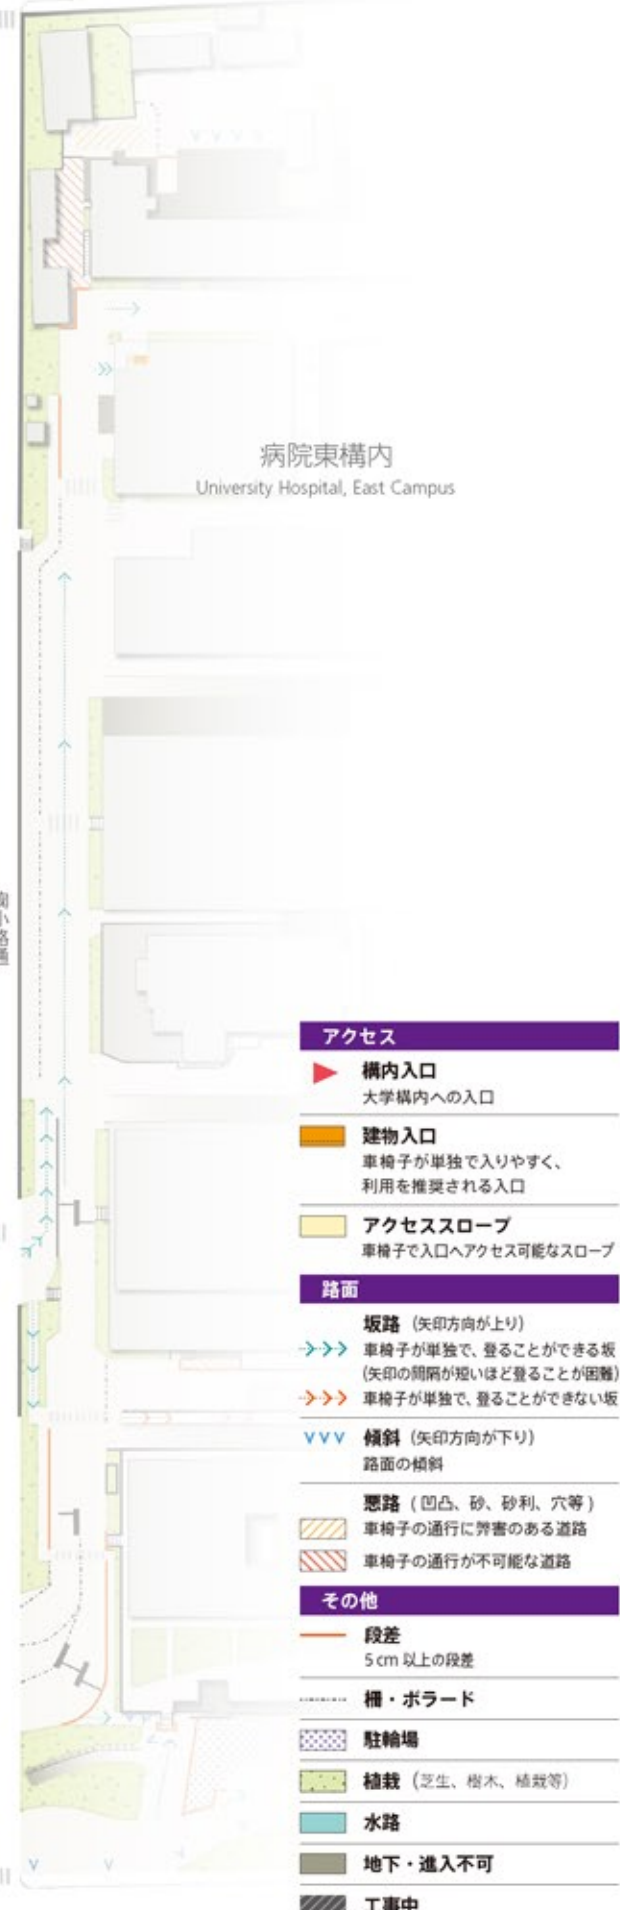 病院東構内
University Hospital, East Campus
アクセス
構内入口
大学構内への入口
建物入口
車椅子が単独で入りやすく、
利用を推奨される入口
アクセススロープ
車椅子で入口へアクセス可能なスロープ
路面
坂路（矢印方向が上り）
車椅子が単独で、登ることができる坂
(矢印の間隔が短いほど登ることが困難)
車椅子が単独で、登ることができない坂
傾斜（矢印方向が下り）
路面の傾斜
悪路（凹凸、砂、砂利、穴等）
車椅子の通行に弊害のある道路
車椅子の通行が不可能な道路
その他
段差
5cm 以上の段差
柵・ボラード
駐輪場
植栽（芝生、樹木、植栽等）
水路
地下・進入不可
工事中